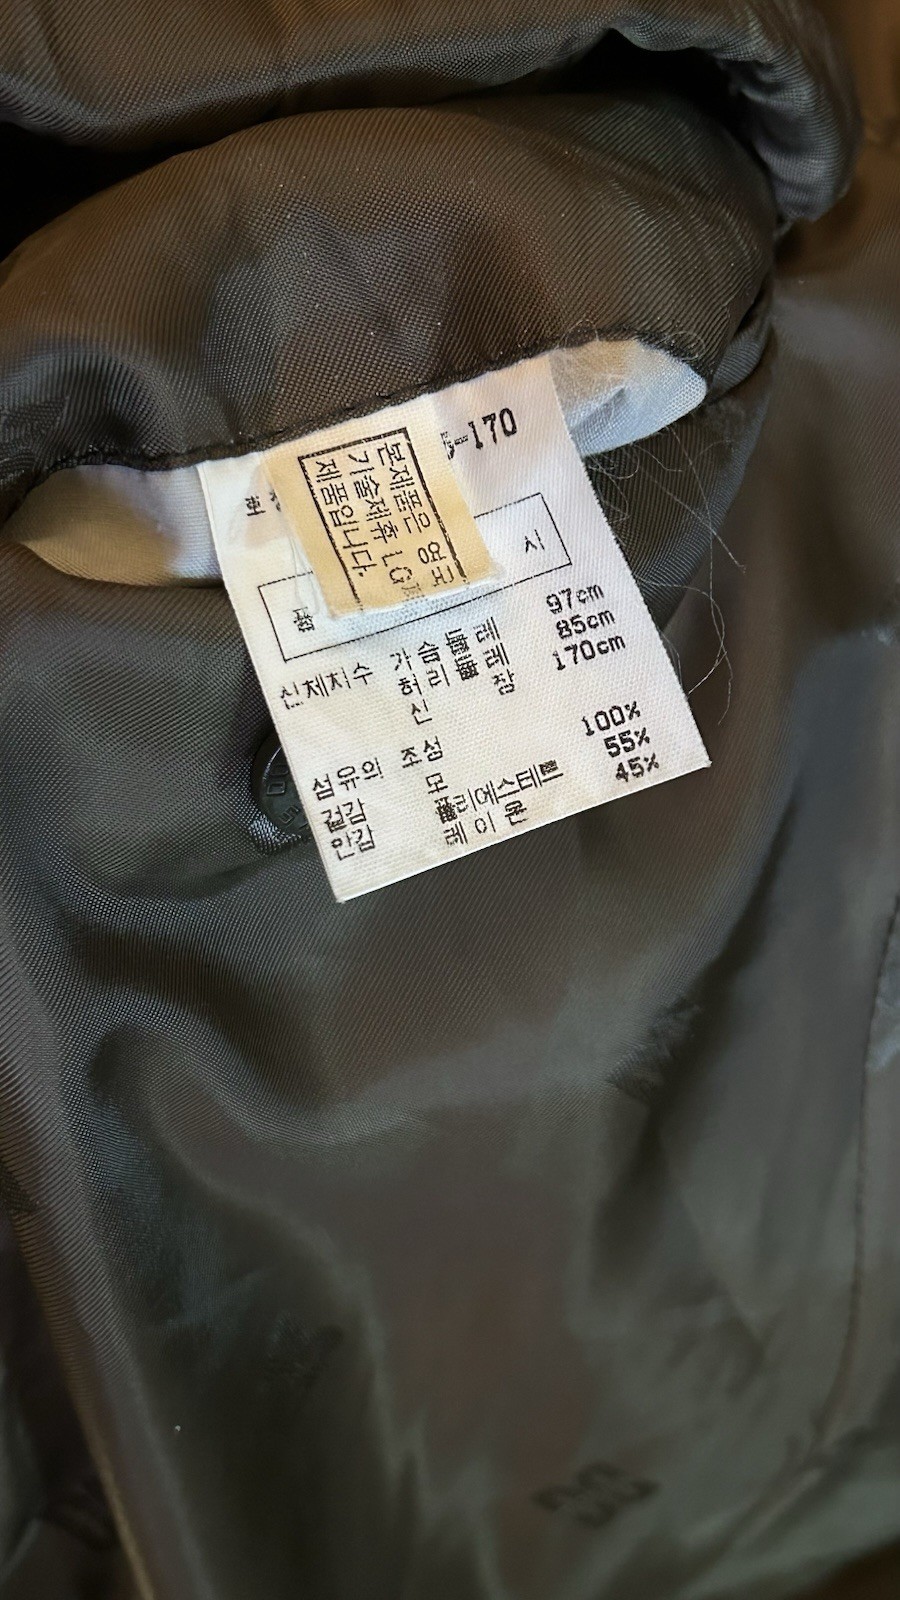 본제품은 영국
기술제휴 LG
제품입니다.
-170
시
신체치수 가슴둘레 97cm
허리둘레 85cm
신장 170cm
섬유의 조성
겉감 모 100%
안감 폴리에스테르 55%
레이온 45%